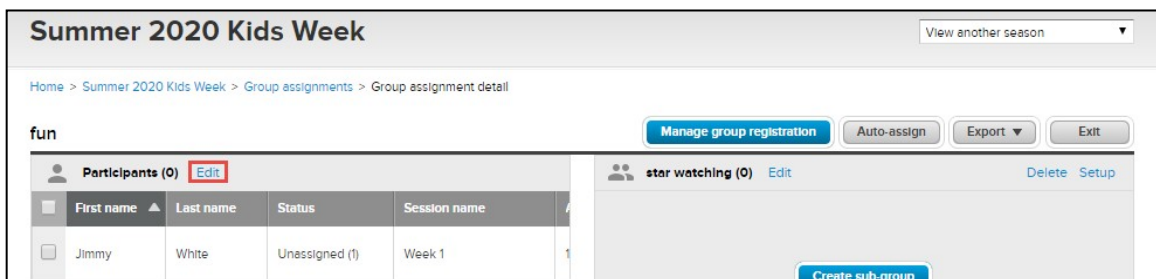 Summer 2020 Kids Week
View another season ▼
Home > Summer 2020 Kids Week > Group assignments > Group assignment detail
fun
Manage group registration Auto-assign Export ▼ Exit
Participants (0) Edit
star watching (0) Edit Delete Setup
First name ▲ Last name Status Session name
Jimmy White Unassigned (1) Week 1
Create sub-group